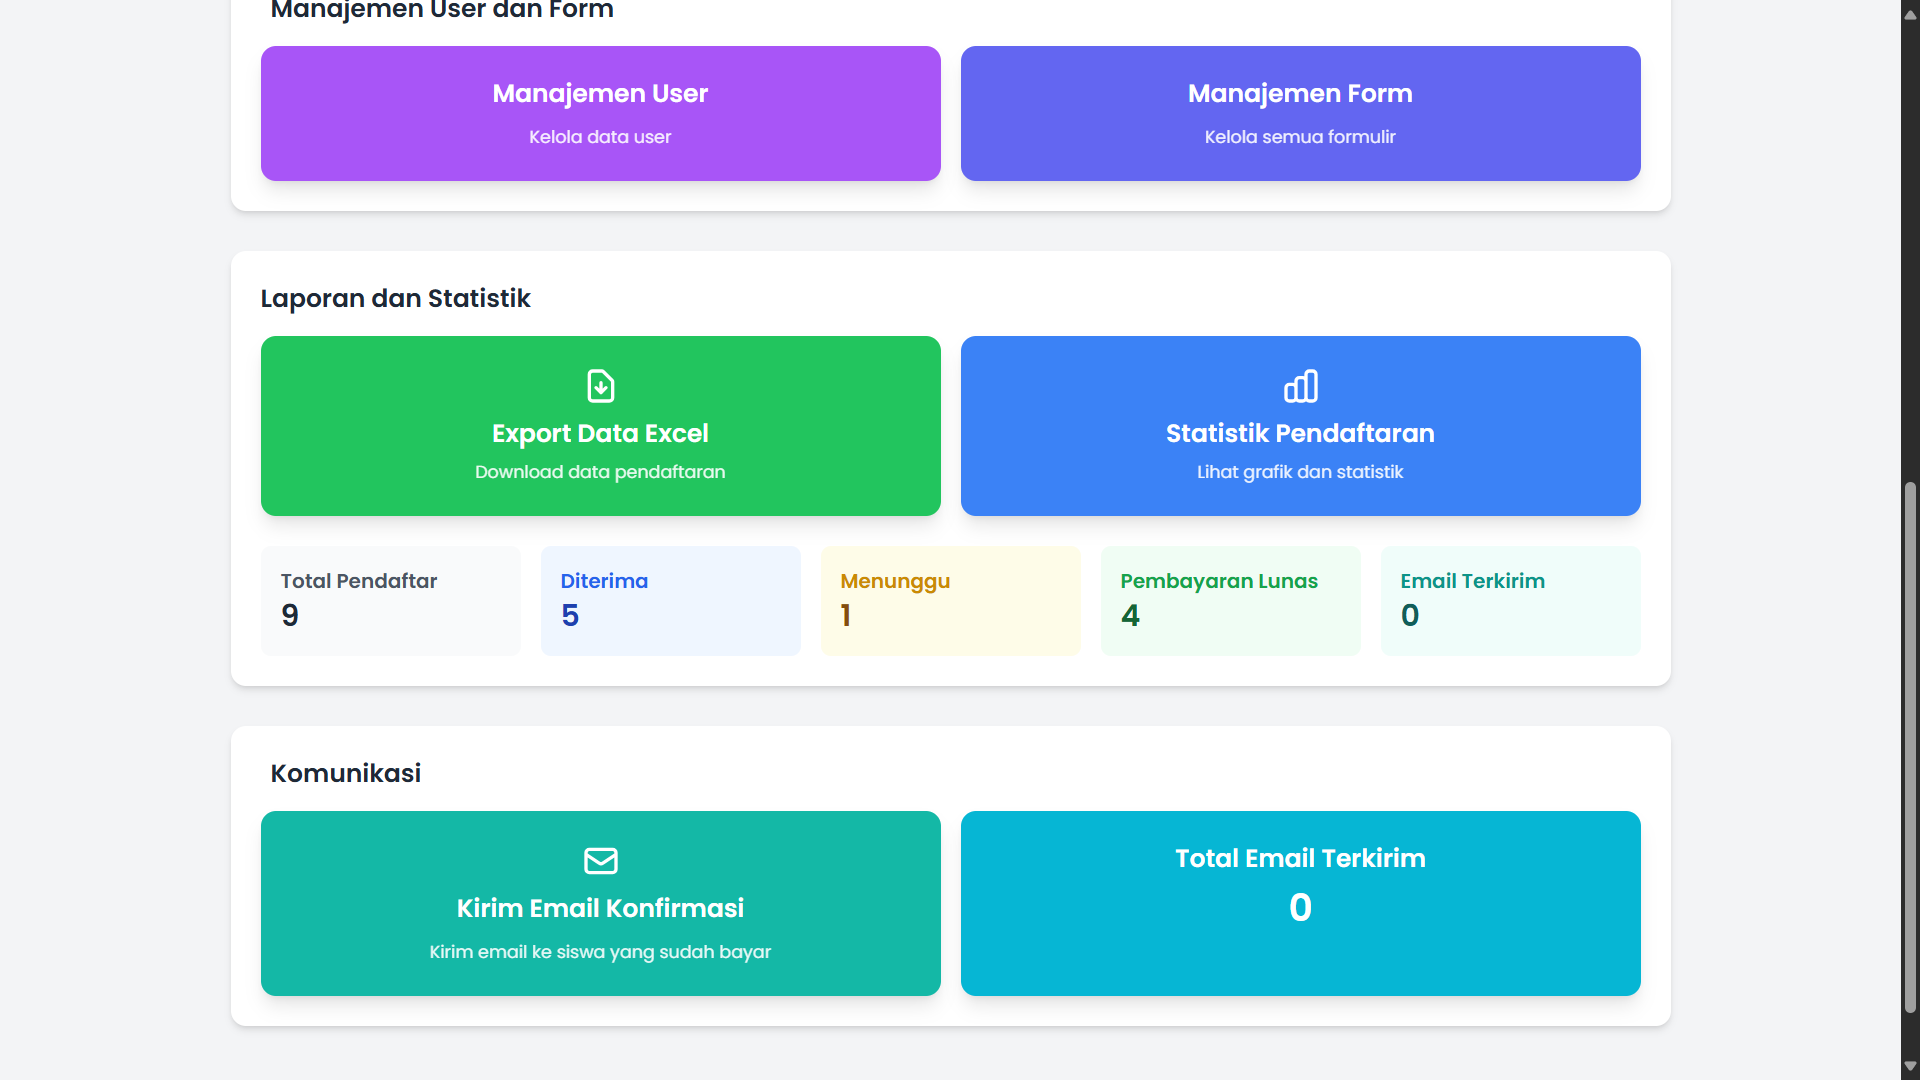 Manajemen User dan Form
Manajemen User
Kelola data user
Manajemen Form
Kelola semua formulir
Laporan dan Statistik
Export Data Excel
Download data pendaftaran
Statistik Pendaftaran
Lihat grafik dan statistik
Total Pendaftar
9
Diterima
5
Menunggu
1
Pembayaran Lunas
4
Email Terkirim
0
Komunikasi
Kirim Email Konfirmasi
Kirim email ke siswa yang sudah bayar
Total Email Terkirim
0